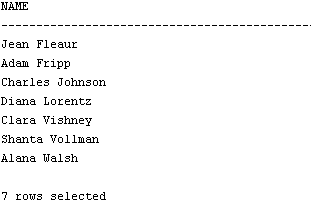 NAME
--------------------------------------------
Jean Fleaur
Adam Fripp
Charles Johnson
Diana Lorentz
Clara Vishney
Shanta Vollman
Alana Walsh
7 rows selected